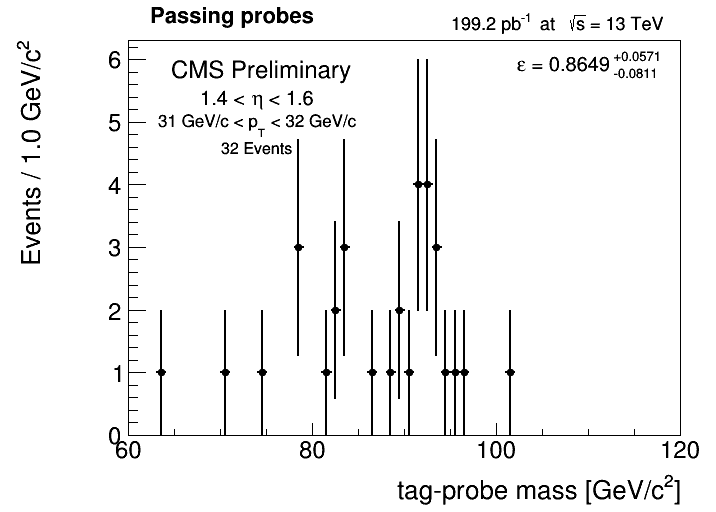 Passing probes
199.2 pb-1 at √s = 13 TeV
CMS Preliminary
1.4 < η < 1.6
31 GeV/c < pT < 32 GeV/c
32 Events
ε = 0.8649 +0.0571 -0.0811
Events / 1.0 GeV/c2
6
5
4
3
2
1
0
60 80 100 120
tag-probe mass [GeV/c2]